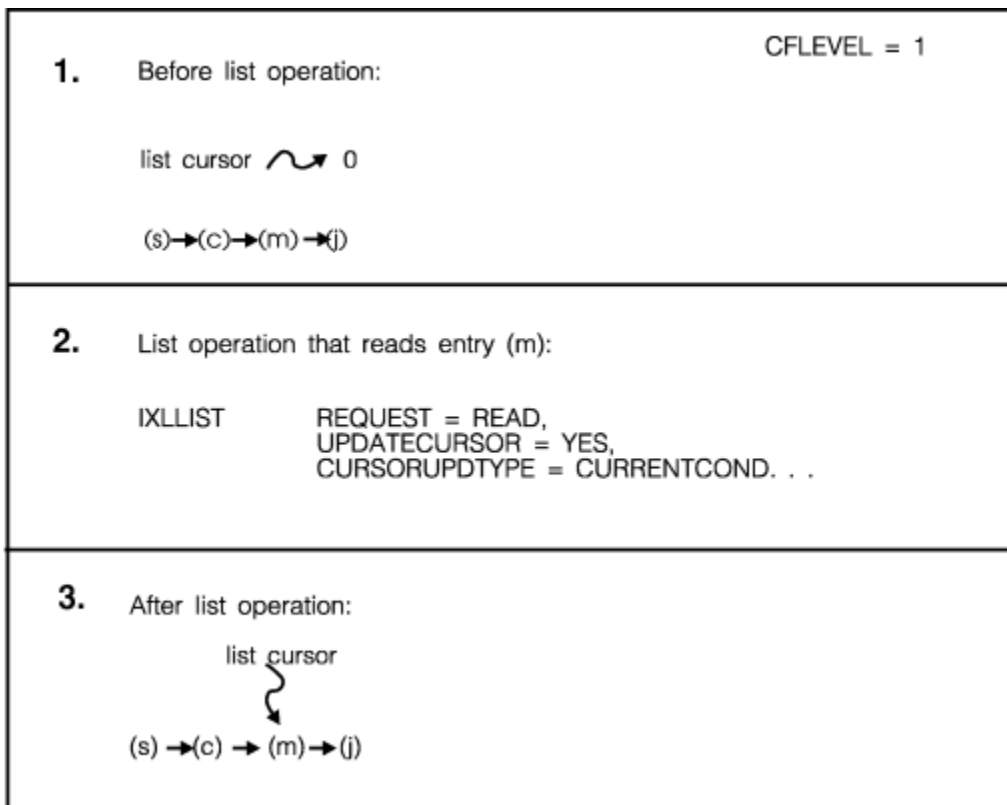 CFLEVEL = 1
1. Before list operation:
list cursor 0
(s)→(c)→(m)→(j)
2. List operation that reads entry (m):
IXLLIST REQUEST = READ,
UPDATECURSOR = YES,
CURSORUPDTYPE = CURRENTCOND. . .
3. After list operation:
list cursor
(s) →(c) → (m)→(j)